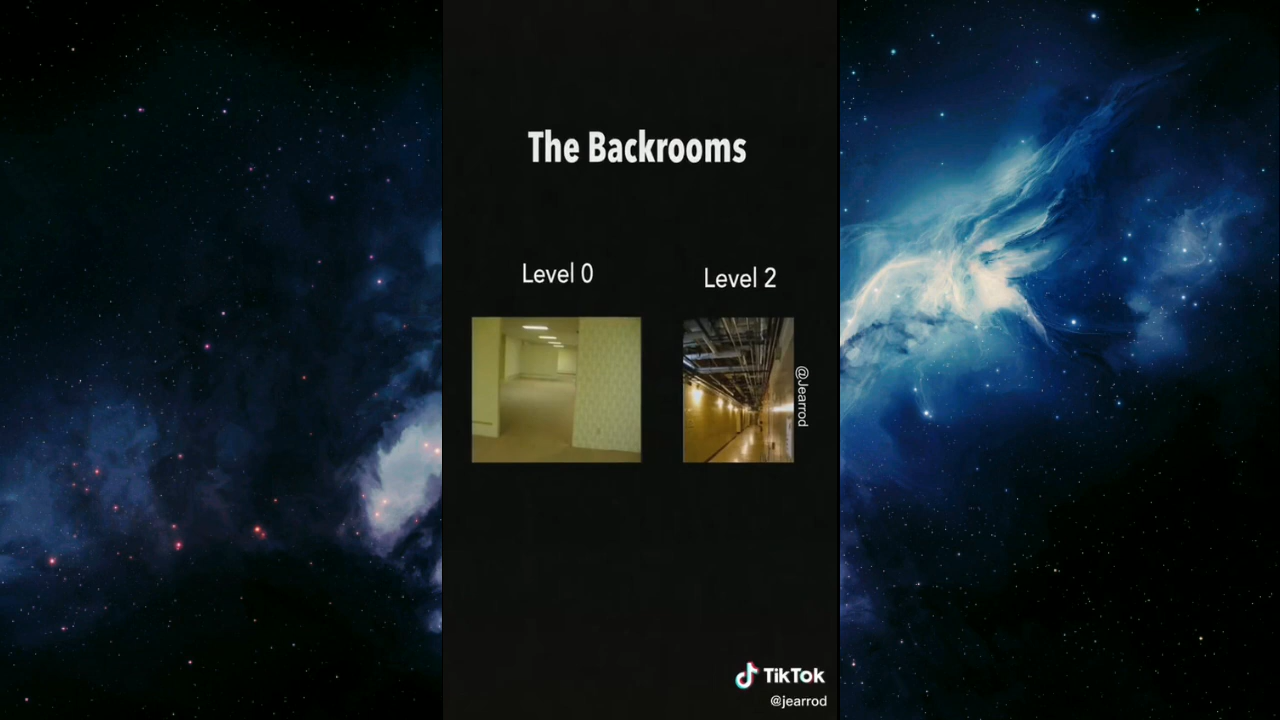 The Backrooms
Level 0
Level 2
@Jearrod
TikTok
@jearrod